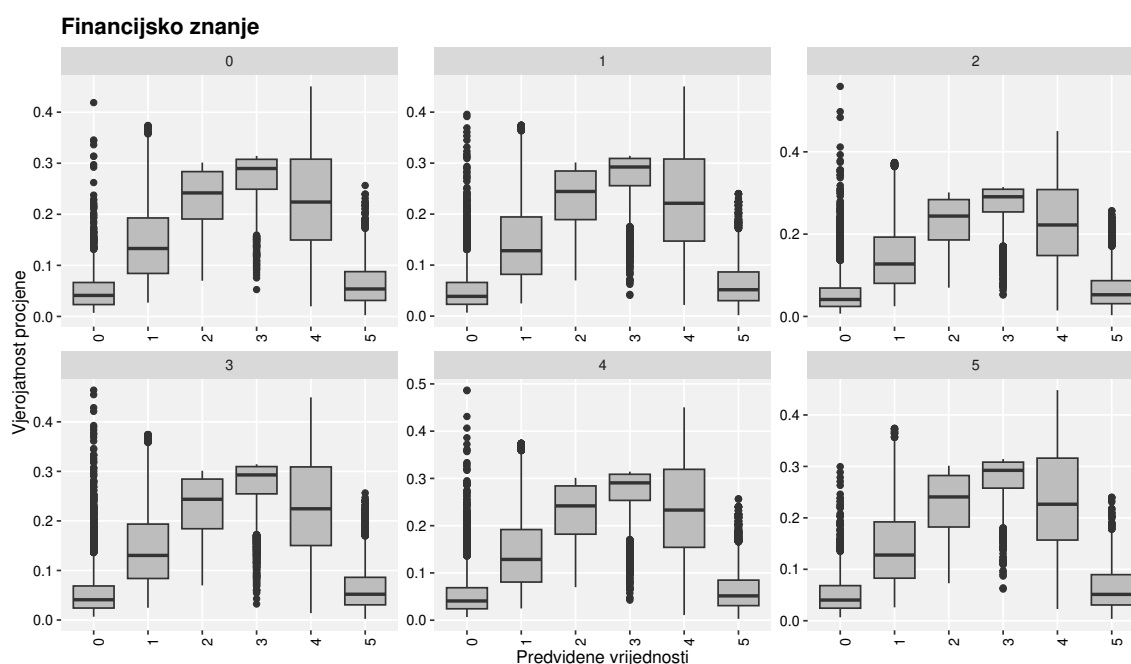 Financijsko znanje
0 1 2
0.4 0.4
0.4
0.3 0.3
0.2 0.2
0.2
0.1 0.1
0.0 0.0 0.0
0 1 2 3 4 5 0 1 2 3 4 5 0 1 2 3 4 5
Vjerojatnost procjene
3 4 5
0.5
0.4 0.4 0.4
0.3 0.3 0.3
0.2 0.2 0.2
0.1 0.1 0.1
0.0 0.0 0.0
0 1 2 3 4 5 0 1 2 3 4 5 0 1 2 3 4 5
Predvidene vrijednosti